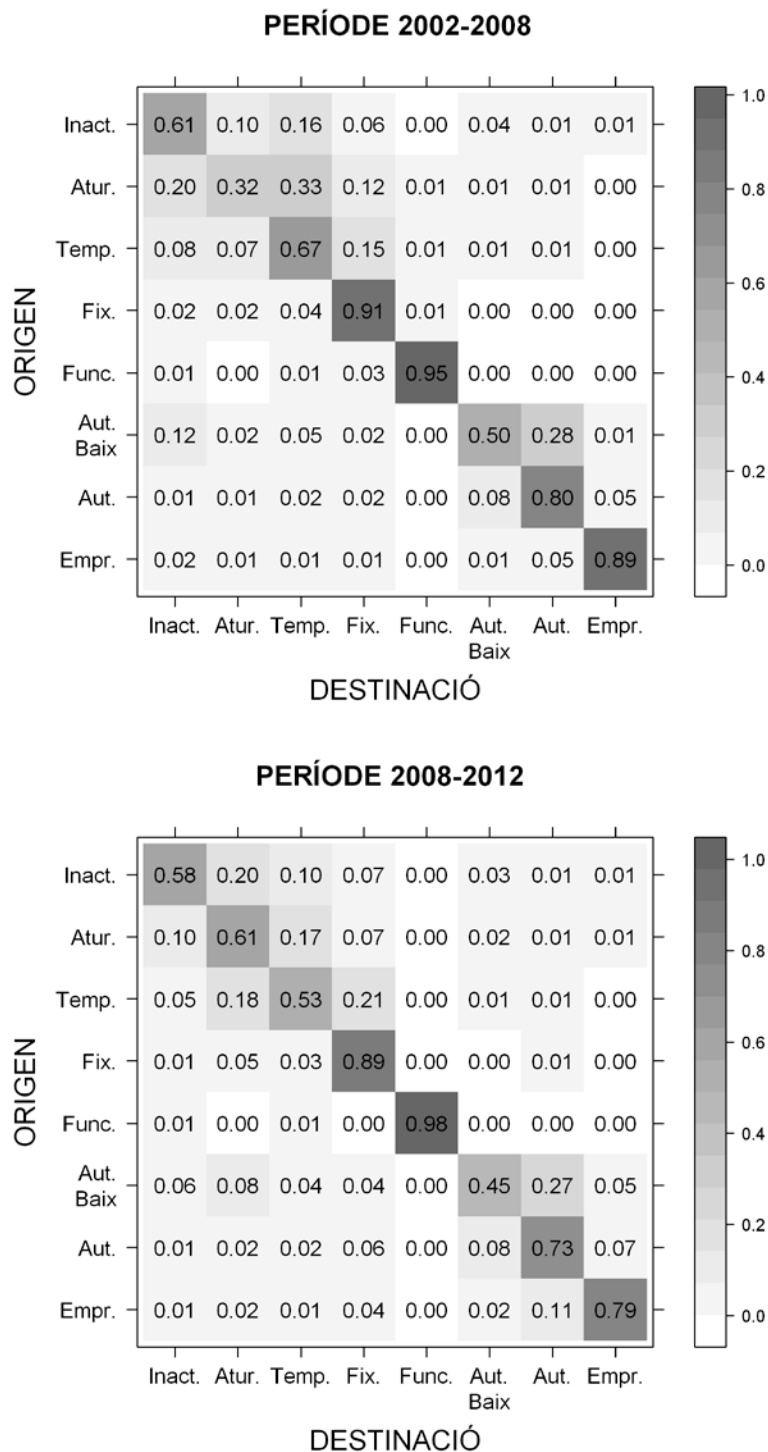 PERÍODE 2002-2008
Inact. 0.61 0.10 0.16 0.06 0.00 0.04 0.01 0.01
Atur. 0.20 0.32 0.33 0.12 0.01 0.01 0.01 0.00
Temp. 0.08 0.07 0.67 0.15 0.01 0.01 0.01 0.00
Fix. 0.02 0.02 0.04 0.91 0.01 0.00 0.00 0.00
Func. 0.01 0.00 0.01 0.03 0.95 0.00 0.00 0.00
Aut.
Baix 0.12 0.02 0.05 0.02 0.00 0.50 0.28 0.01
Aut. 0.01 0.01 0.02 0.02 0.00 0.08 0.80 0.05
Empr. 0.02 0.01 0.01 0.01 0.00 0.01 0.05 0.89
ORIGEN
1.0
0.8
0.6
0.4
0.2
0.0
Inact. Atur. Temp. Fix. Func. Aut. Aut. Empr.
Baix
DESTINACIÓ
PERÍODE 2008-2012
Inact. 0.58 0.20 0.10 0.07 0.00 0.03 0.01 0.01
Atur. 0.10 0.61 0.17 0.07 0.00 0.02 0.01 0.01
Temp. 0.05 0.18 0.53 0.21 0.00 0.01 0.01 0.00
Fix. 0.01 0.05 0.03 0.89 0.00 0.00 0.01 0.00
Func. 0.01 0.00 0.01 0.00 0.98 0.00 0.00 0.00
Aut.
Baix 0.06 0.08 0.04 0.04 0.00 0.45 0.27 0.05
Aut. 0.01 0.02 0.02 0.06 0.00 0.08 0.73 0.07
Empr. 0.01 0.02 0.01 0.04 0.00 0.02 0.11 0.79
ORIGEN
1.0
0.8
0.6
0.4
0.2
0.0
Inact. Atur. Temp. Fix. Func. Aut. Aut. Empr.
Baix
DESTINACIÓ